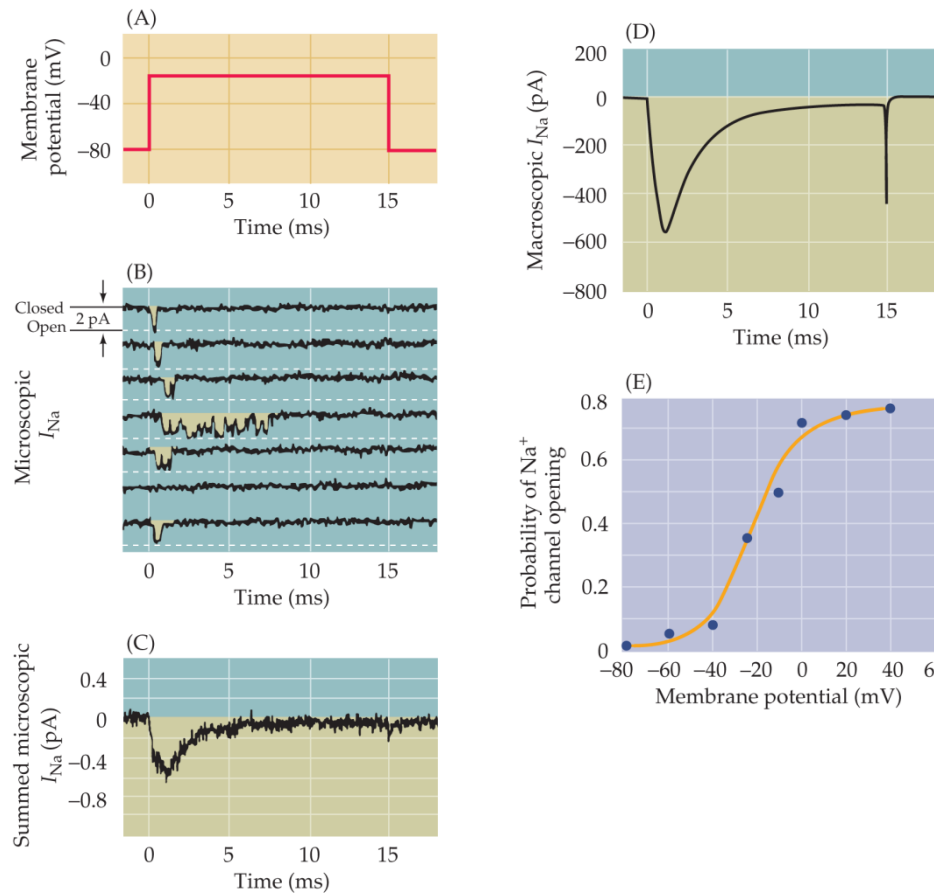 (A)
Membrane
potential (mV)
0
–40
–80
0 5 10 15
Time (ms)
(B)
Closed
Open
2 pA
Microscopic
I_Na
0 5 10 15
Time (ms)
(C)
Summed microscopic
I_Na (pA)
0.4
0
–0.4
–0.8
0 5 10 15
Time (ms)
(D)
Macroscopic I_Na (pA)
200
0
–200
–400
–600
–800
0 5 10 15
Time (ms)
(E)
Probability of Na⁺
channel opening
0.8
0.6
0.4
0.2
0
–80 –60 –40 –20 0 20 40 6
Membrane potential (mV)